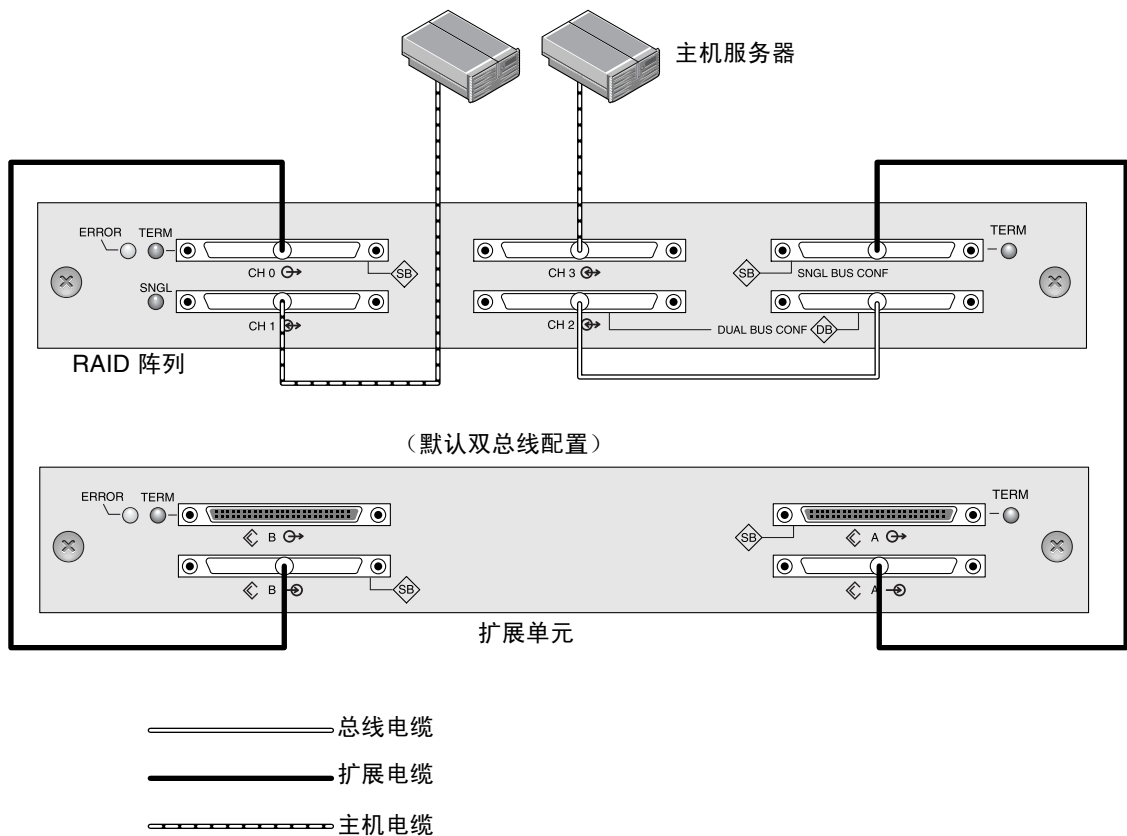 主机服务器
ERROR TERM
TERM
CH 0
SB
CH 3
SB
SNGL BUS CONF
SNGL
CH 1
CH 2
DUAL BUS CONF
DB
RAID 阵列
（默认双总线配置）
ERROR TERM
TERM
B
SB
A
B
SB
A
扩展单元
总线电缆
扩展电缆
主机电缆